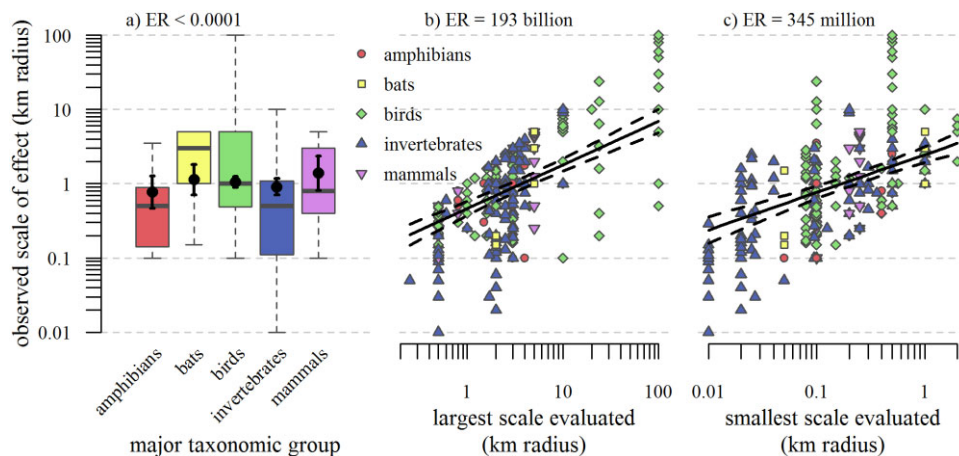 a) ER < 0.0001
b) ER = 193 billion
c) ER = 345 million
observed scale of effect (km radius)
100
10
1
0.1
0.01
amphibians
bats
birds
invertebrates
mammals
major taxonomic group
amphibians
bats
birds
invertebrates
mammals
1
10
100
largest scale evaluated
(km radius)
0.01
0.1
1
smallest scale evaluated
(km radius)